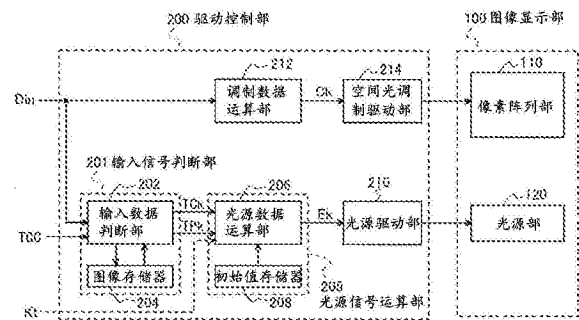 200 驱动控制部
100 图像显示部
212
214
110
Din
调制数据
运算部
Gk
空间光调
制驱动部
像素阵列部
201 输入信号判断部
202
206
210
120
TGG
输入数据
判断部
TCk
TPk
光源数据
运算部
Ek
光源驱动部
光源部
图像存储器
初始值存储器
205
204
208
光源信号运算部
Kt